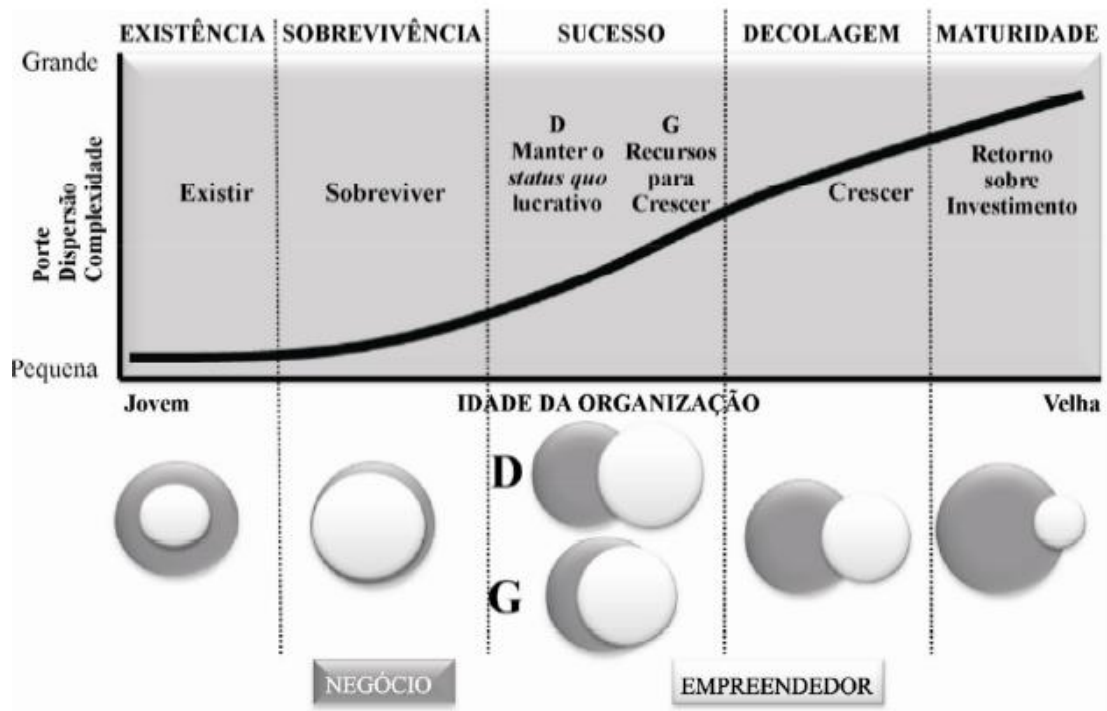 EXISTÊNCIA SOBREVIVÊNCIA SUCESSO DECOLAGEM MATURIDADE
Grande
Porte
Dispersão
Complexidade
Pequena
Existir
Sobreviver
D
Manter o
status quo
lucrativo
G
Recursos
para
Crescer
Crescer
Retorno
sobre
Investimento
Jovem IDADE DA ORGANIZAÇÃO Velha
D
G
NEGÓCIO EMPREENDEDOR